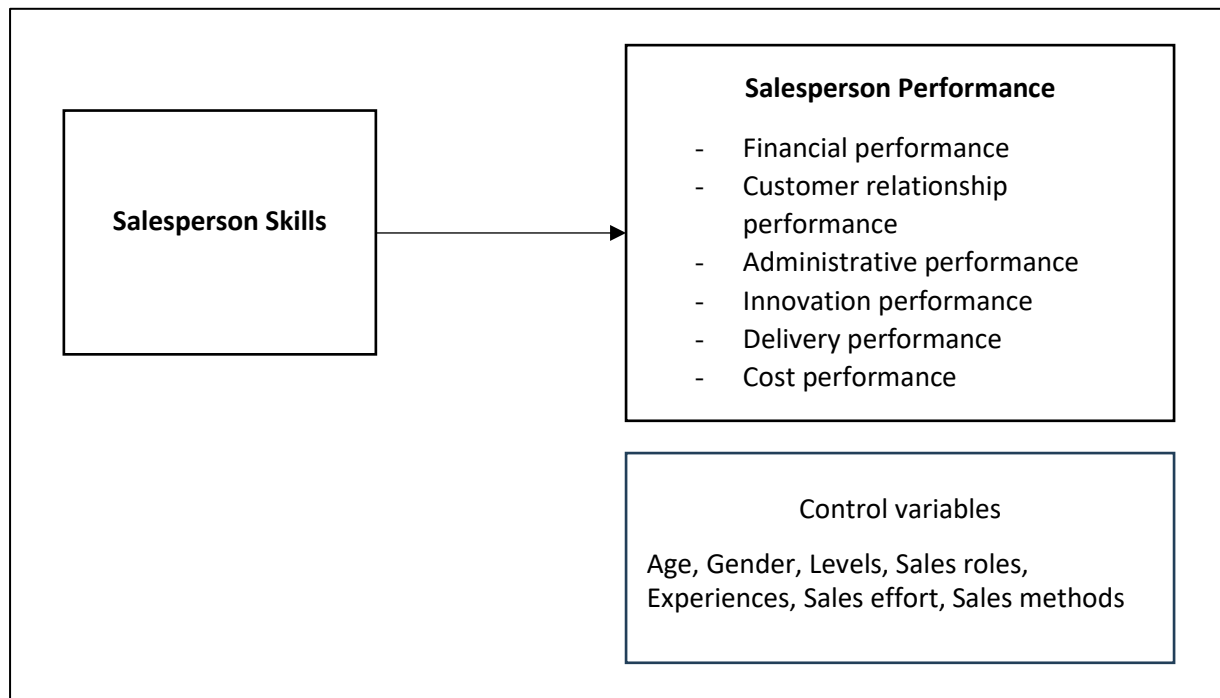 Salesperson Skills
Salesperson Performance
- Financial performance
- Customer relationship
performance
- Administrative performance
- Innovation performance
- Delivery performance
- Cost performance
Control variables
Age, Gender, Levels, Sales roles,
Experiences, Sales effort, Sales methods